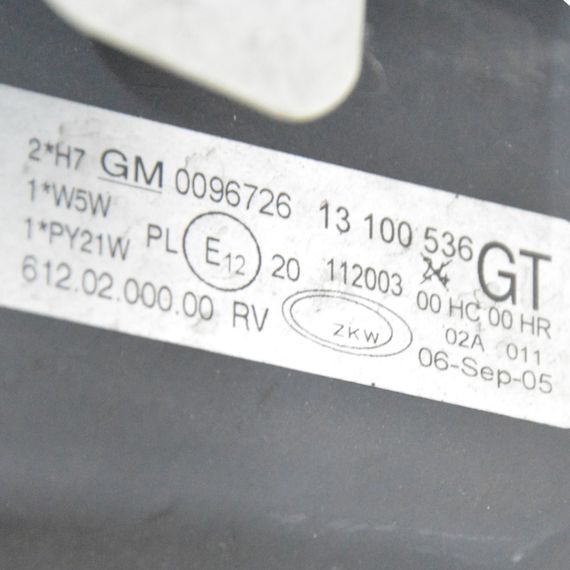 2*H7 GM 0096726 13 100 536 GT
1*W5W
1*PY21W PL E12 20 112003 00 HC 00 HR
612.02.000.00 RV ZKW 02A 011
06-Sep-05